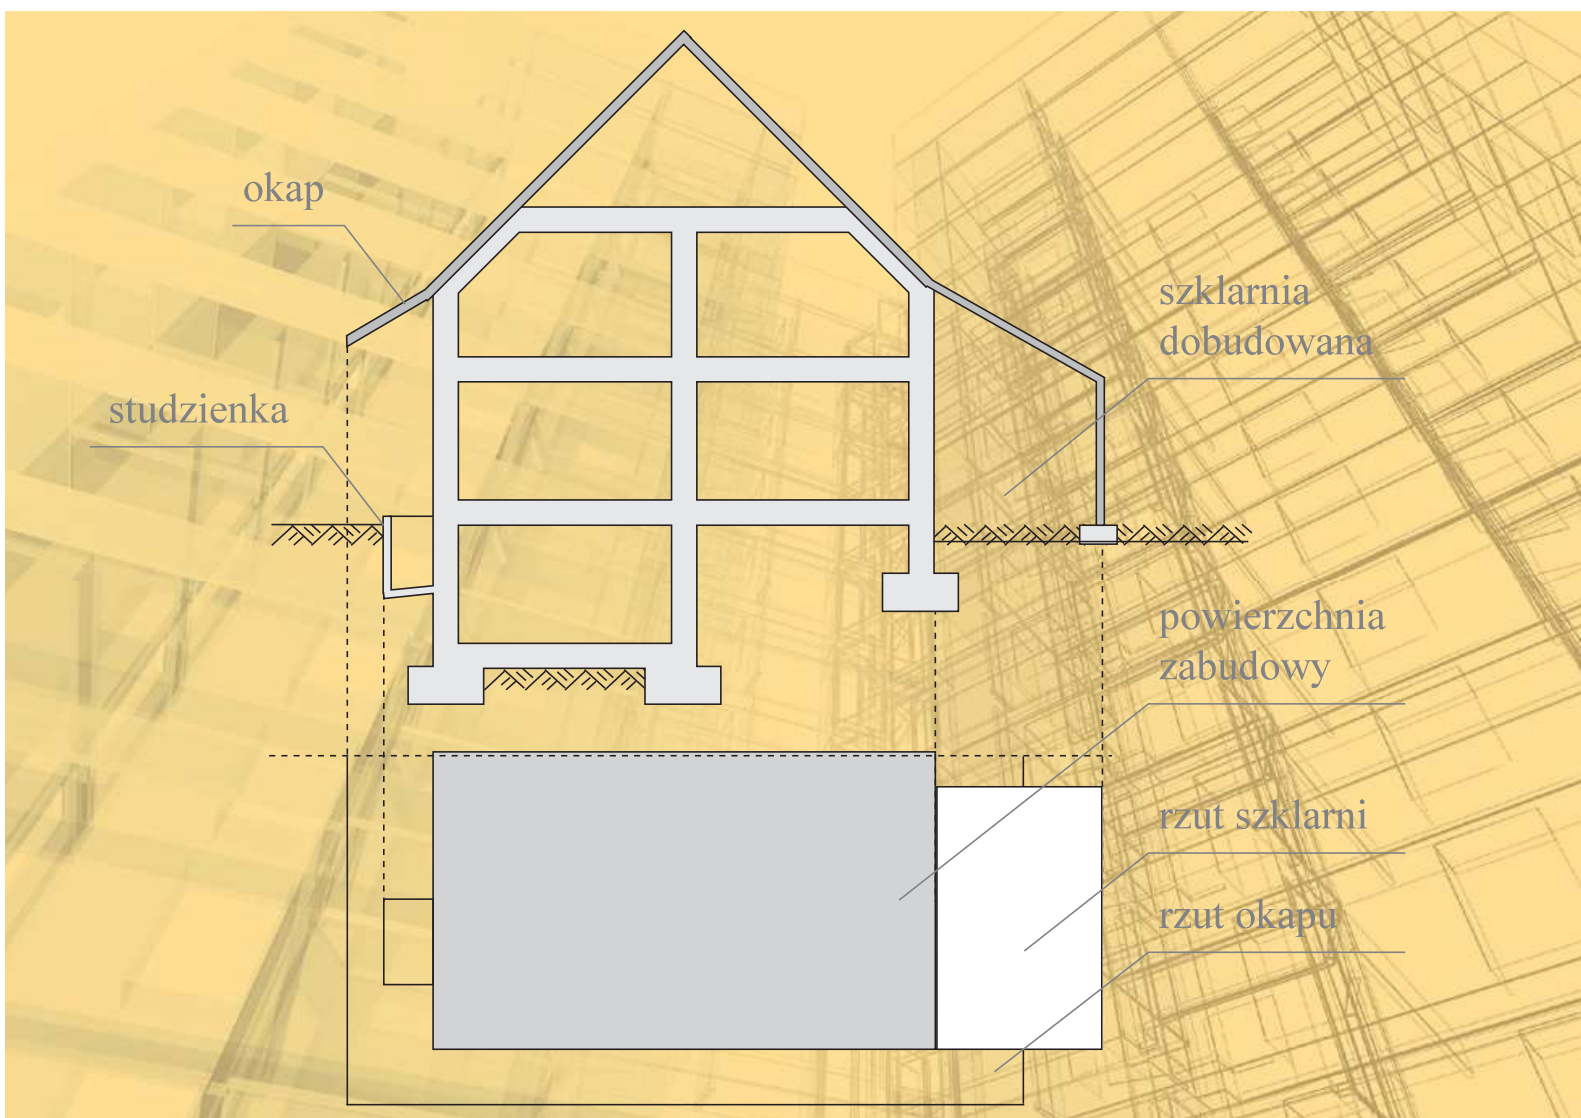 okap
studzienka
szklarnia
dobudowana
powierzchnia
zabudowy
rzut szklarni
rzut okapu